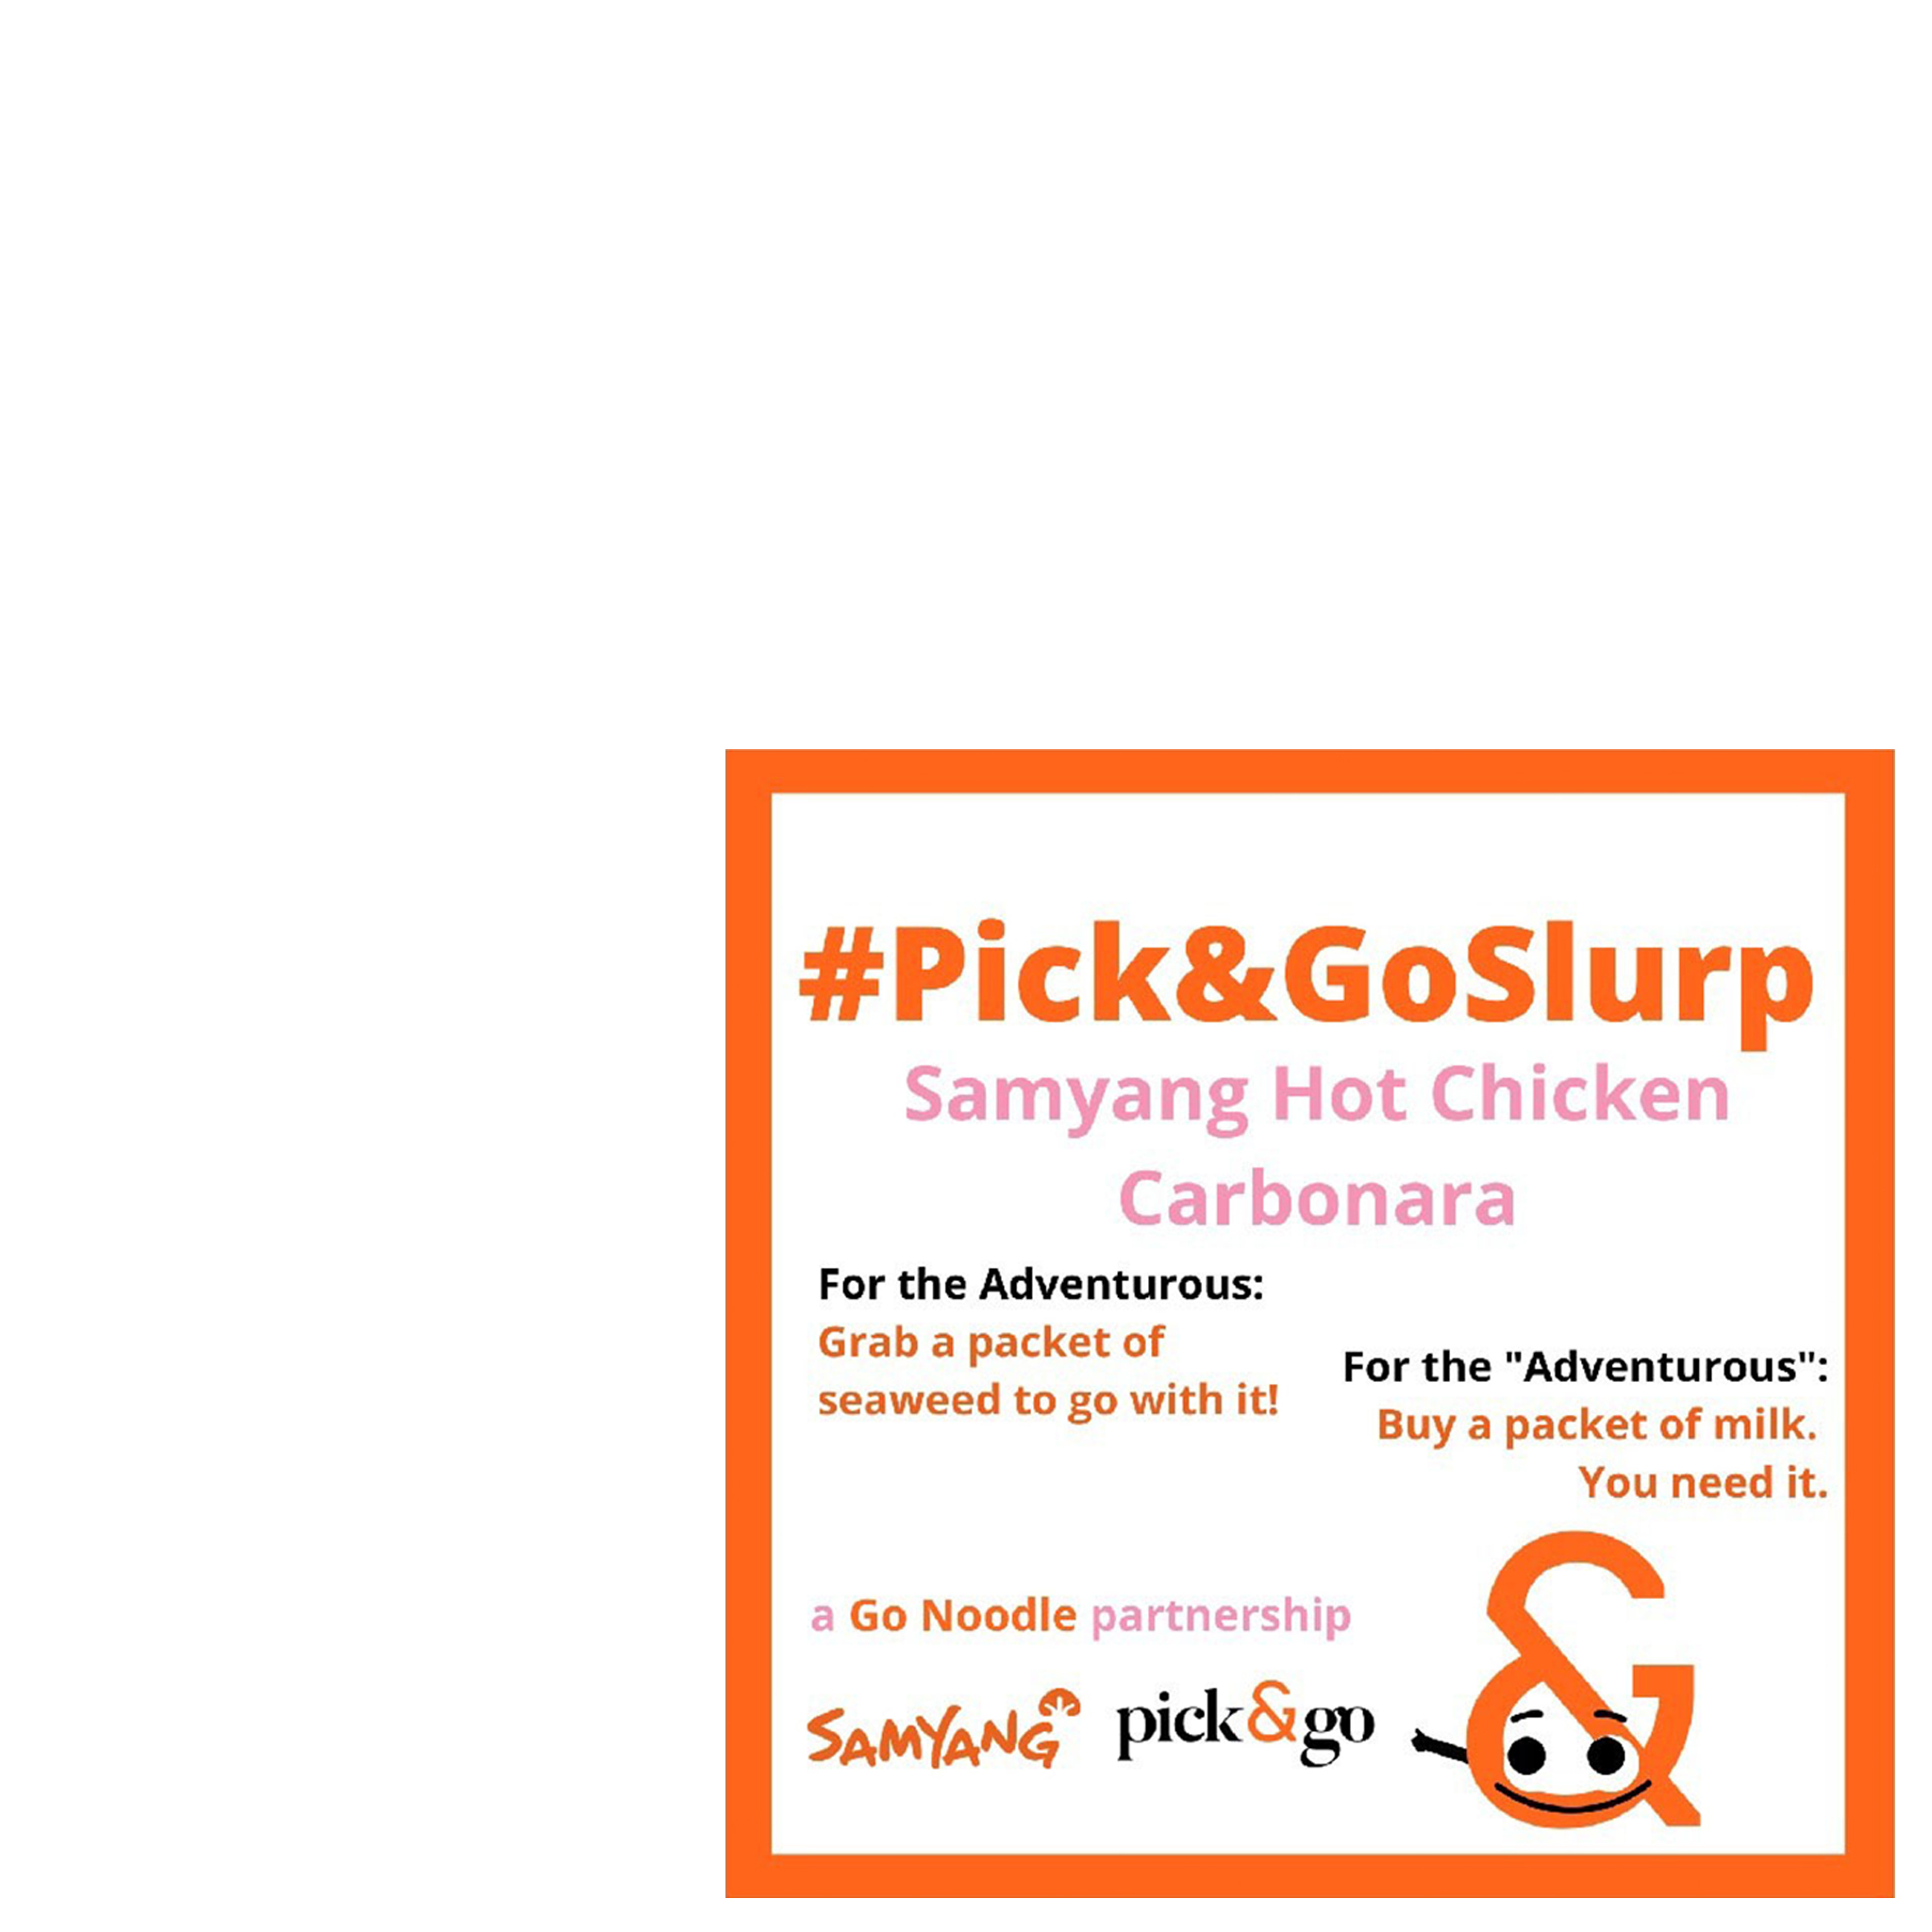 #Pick&GoSlurp
Samyang Hot Chicken
Carbonara
For the Adventurous:
Grab a packet of
seaweed to go with it!
For the "Adventurous":
Buy a packet of milk.
You need it.
a Go Noodle partnership
SAMYANG
pick&go
&